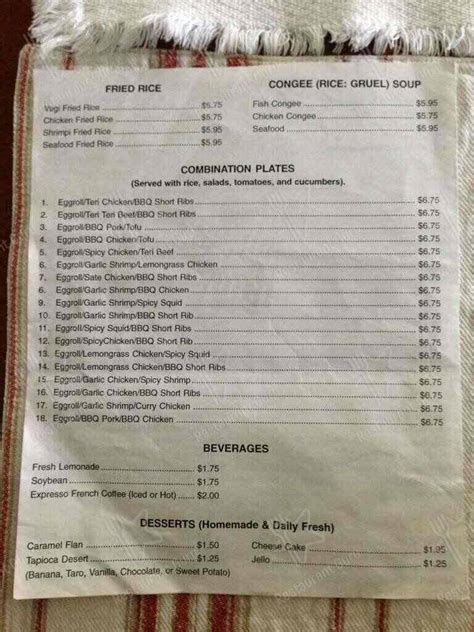 FRIED RICE
Vegi Fried Rice $5.75
Chicken Fried Rice $5.75
Shrimpi Fried Rice $5.95
Seafood Fried Rice $5.95
CONGEE (RICE: GRUEL) SOUP
Fish Congee $5.95
Chicken Congee $5.75
Seafood $5.95
COMBINATION PLATES
(Served with rice, salads, tomatoes, and cucumbers).
1. Eggroll/Teri Chicken/BBQ Short Ribs $6.75
2. Eggroll/Teri Teri Beef/BBQ Short Ribs $6.75
3. Eggroll/BBQ Pork/Tofu $6.75
4. Eggroll/BBQ Chicken/Tofu $6.75
5. Eggroll/Spicy Chicken/Teri Beef $6.75
6. Eggroll/Garlic Shrimp/Lemongrass Chicken $6.75
7. Eggroll/Sate Chicken/BBQ Short Ribs $6.75
8. Eggroll/Garlic Shrimp/BBQ Chicken $6.75
9. Eggroll/Garlic Shrimp/Spicy Squid $6.75
10. Eggroll/Garlic Shrimp/BBQ Short Rib $6.75
11. Eggroll/Spicy Squid/BBQ Short Ribs $6.75
12. Eggroll/SpicyChicken/BBQ Short Rib $6.75
13. Eggroll/Lemongrass Chicken/Spicy Squid $6.75
14. Eggroll/Lemongrass Chicken/BBQ Short Ribs $6.75
15. Eggroll/Garlic Chicken/Spicy Shrimp $6.75
16. Eggroll/Garlic Chicken/BBQ Short Ribs $6.75
17. Eggroll/Garlic Shrimp/Curry Chicken $6.75
18. Eggroll/BBQ Pork/BBQ Chicken $6.75
BEVERAGES
Fresh Lemonade $1.75
Soybean $1.75
Expresso French Coffee (Iced or Hot) $2.00
DESSERTS (Homemade & Daily Fresh)
Caramel Flan $1.50
Tapioca Desert $1.25
(Banana, Taro, Vanilla, Chocolate, or Sweet Potato)
Cheese Cake $1.95
Jello $1.25